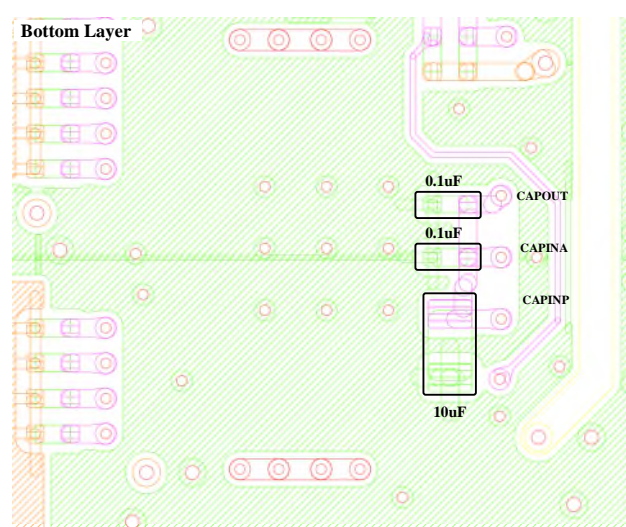 Bottom Layer
0.1uF
CAPOUT
0.1uF
CAPINA
CAPINP
10uF